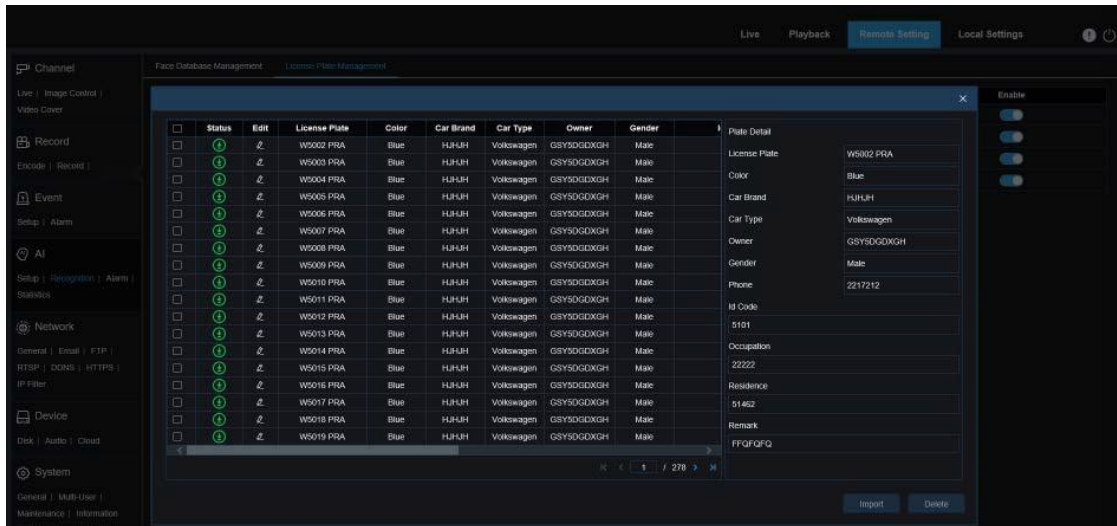 Live Playback Remote Setting Local Settings
Channel
Live | Image Control |
Video Cover
Record
Encode | Record |
Event
Setup | Alarm
AI
Setup | Recognition | Alarm |
Statistics
Network
General | Email | FTP |
RTSP | DDNS | HTTPS |
IP Filter
Device
Disk | Audio | Cloud
System
General | Multi-User |
Maintenance | Information
Face Database Management License Plate Management
Enable
Status Edit License Plate Color Car Brand Car Type Owner Gender
W5002 PRA Blue HJHJH Volkswagen GSY5DGDXGH Male
W5003 PRA Blue HJHJH Volkswagen GSY5DGDXGH Male
W5004 PRA Blue HJHJH Volkswagen GSY5DGDXGH Male
W5005 PRA Blue HJHJH Volkswagen GSY5DGDXGH Male
W5006 PRA Blue HJHJH Volkswagen GSY5DGDXGH Male
W5007 PRA Blue HJHJH Volkswagen GSY5DGDXGH Male
W5008 PRA Blue HJHJH Volkswagen GSY5DGDXGH Male
W5009 PRA Blue HJHJH Volkswagen GSY5DGDXGH Male
W5010 PRA Blue HJHJH Volkswagen GSY5DGDXGH Male
W5011 PRA Blue HJHJH Volkswagen GSY5DGDXGH Male
W5012 PRA Blue HJHJH Volkswagen GSY5DGDXGH Male
W5013 PRA Blue HJHJH Volkswagen GSY5DGDXGH Male
W5014 PRA Blue HJHJH Volkswagen GSY5DGDXGH Male
W5015 PRA Blue HJHJH Volkswagen GSY5DGDXGH Male
W5016 PRA Blue HJHJH Volkswagen GSY5DGDXGH Male
W5017 PRA Blue HJHJH Volkswagen GSY5DGDXGH Male
W5018 PRA Blue HJHJH Volkswagen GSY5DGDXGH Male
W5019 PRA Blue HJHJH Volkswagen GSY5DGDXGH Male
1 / 278
Plate Detail
License Plate W5002 PRA
Color Blue
Car Brand HJHJH
Car Type Volkswagen
Owner GSY5DGDXGH
Gender Male
Phone 2217212
Id Code
5101
Occupation
22222
Residence
51462
Remark
FFQFQFQ
Import Delete